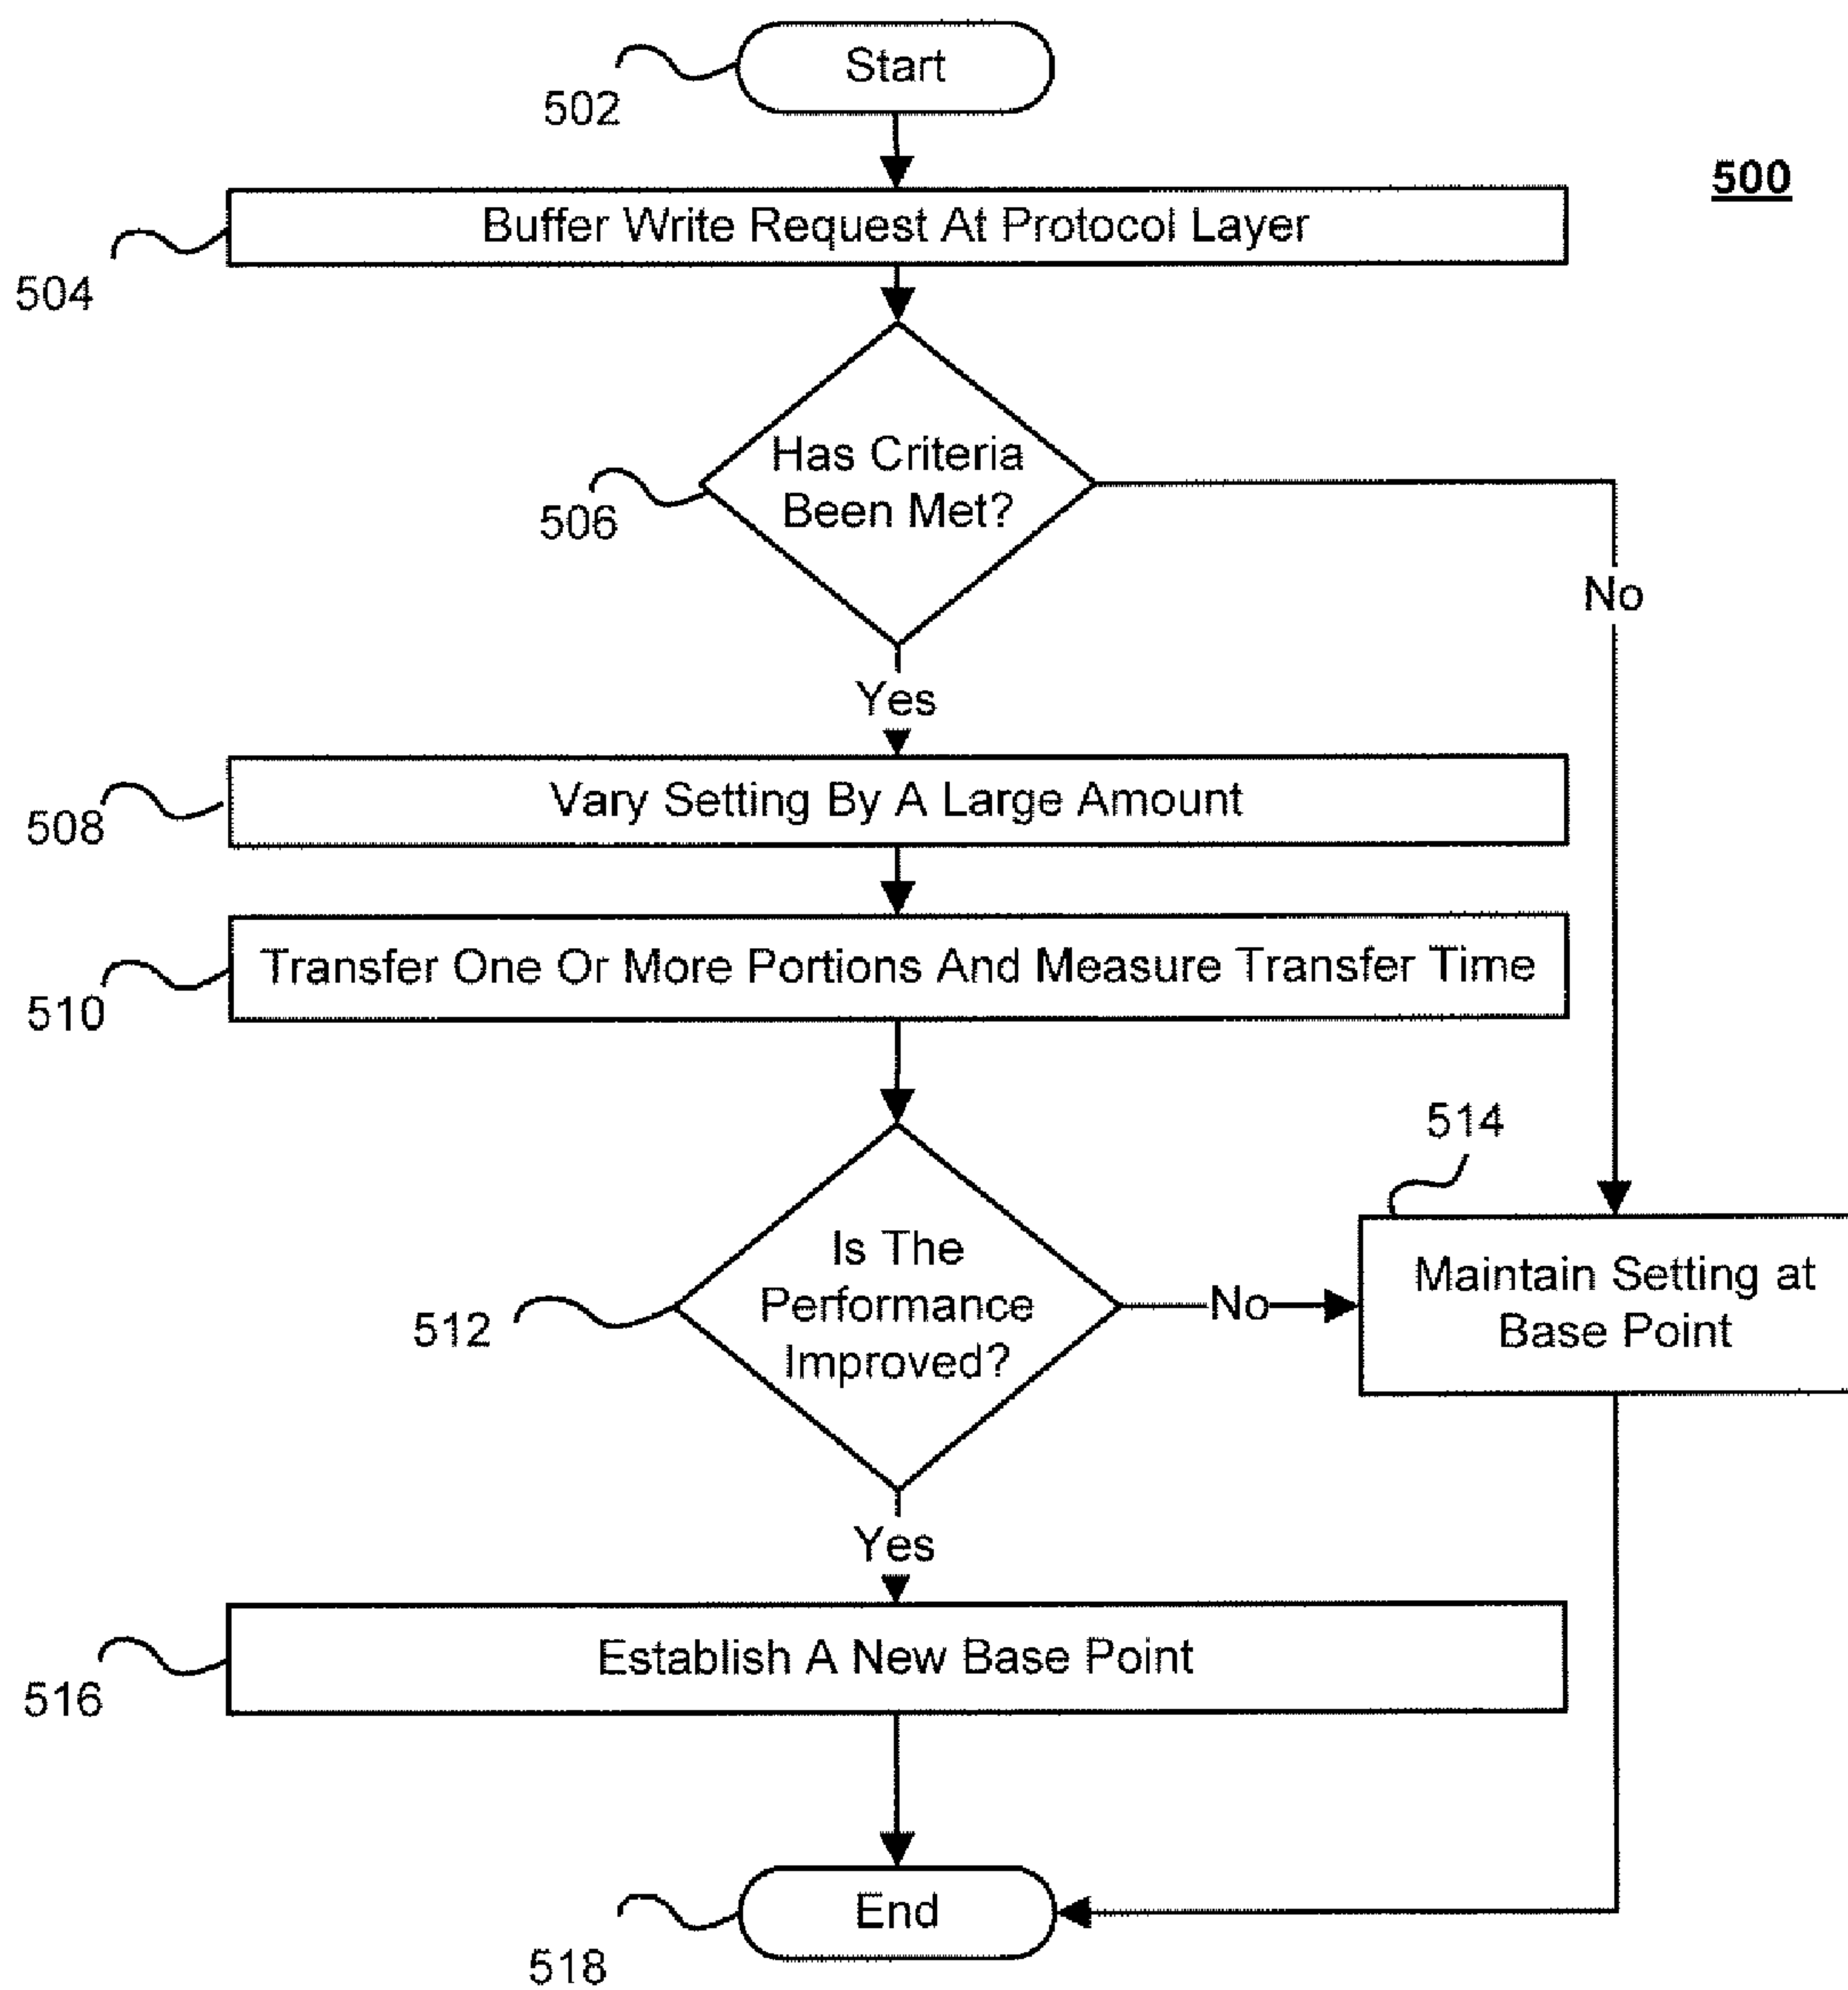 Start
502
500
Buffer Write Request At Protocol Layer
504
Has Criteria
Been Met?
506
No
Yes
Vary Setting By A Large Amount
508
Transfer One Or More Portions And Measure Transfer Time
510
514
Is The
Performance
Improved?
512
No
Maintain Setting at
Base Point
Yes
Establish A New Base Point
516
End
518